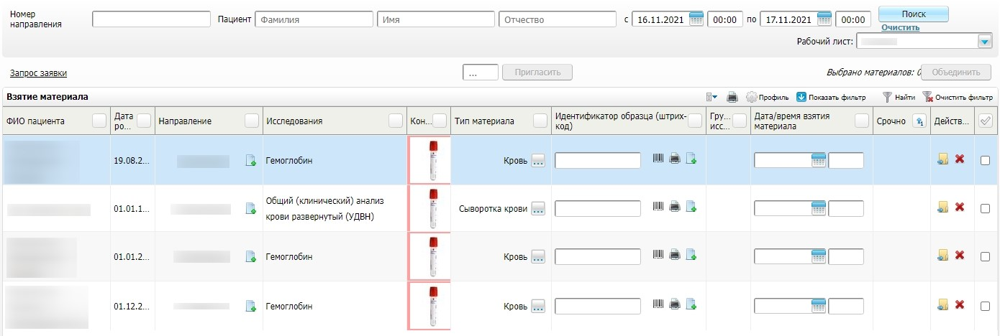 Номер направления Пациент Фамилия Имя Отчество с 16.11.2021 00:00 по 17.11.2021 00:00 Поиск
Очистить
Рабочий лист:
Запрос заявки ... Пригласить Выбрано материалов: 0 Объединить
Взятие материала Профиль Показать фильтр Найти Очистить фильтр
ФИО пациента Дата ро... Направление Исследования Кон... Тип материала Идентификатор образца (штрих-код) Гру... исс... Дата/время взятия материала Срочно 1 Действ...
19.08.2... Гемоглобин Кровь ...
01.01.1... Общий (клинический) анализ крови развернутый (УДВН) Сыворотка крови ...
01.01.2... Гемоглобин Кровь ...
01.12.2... Гемоглобин Кровь ...